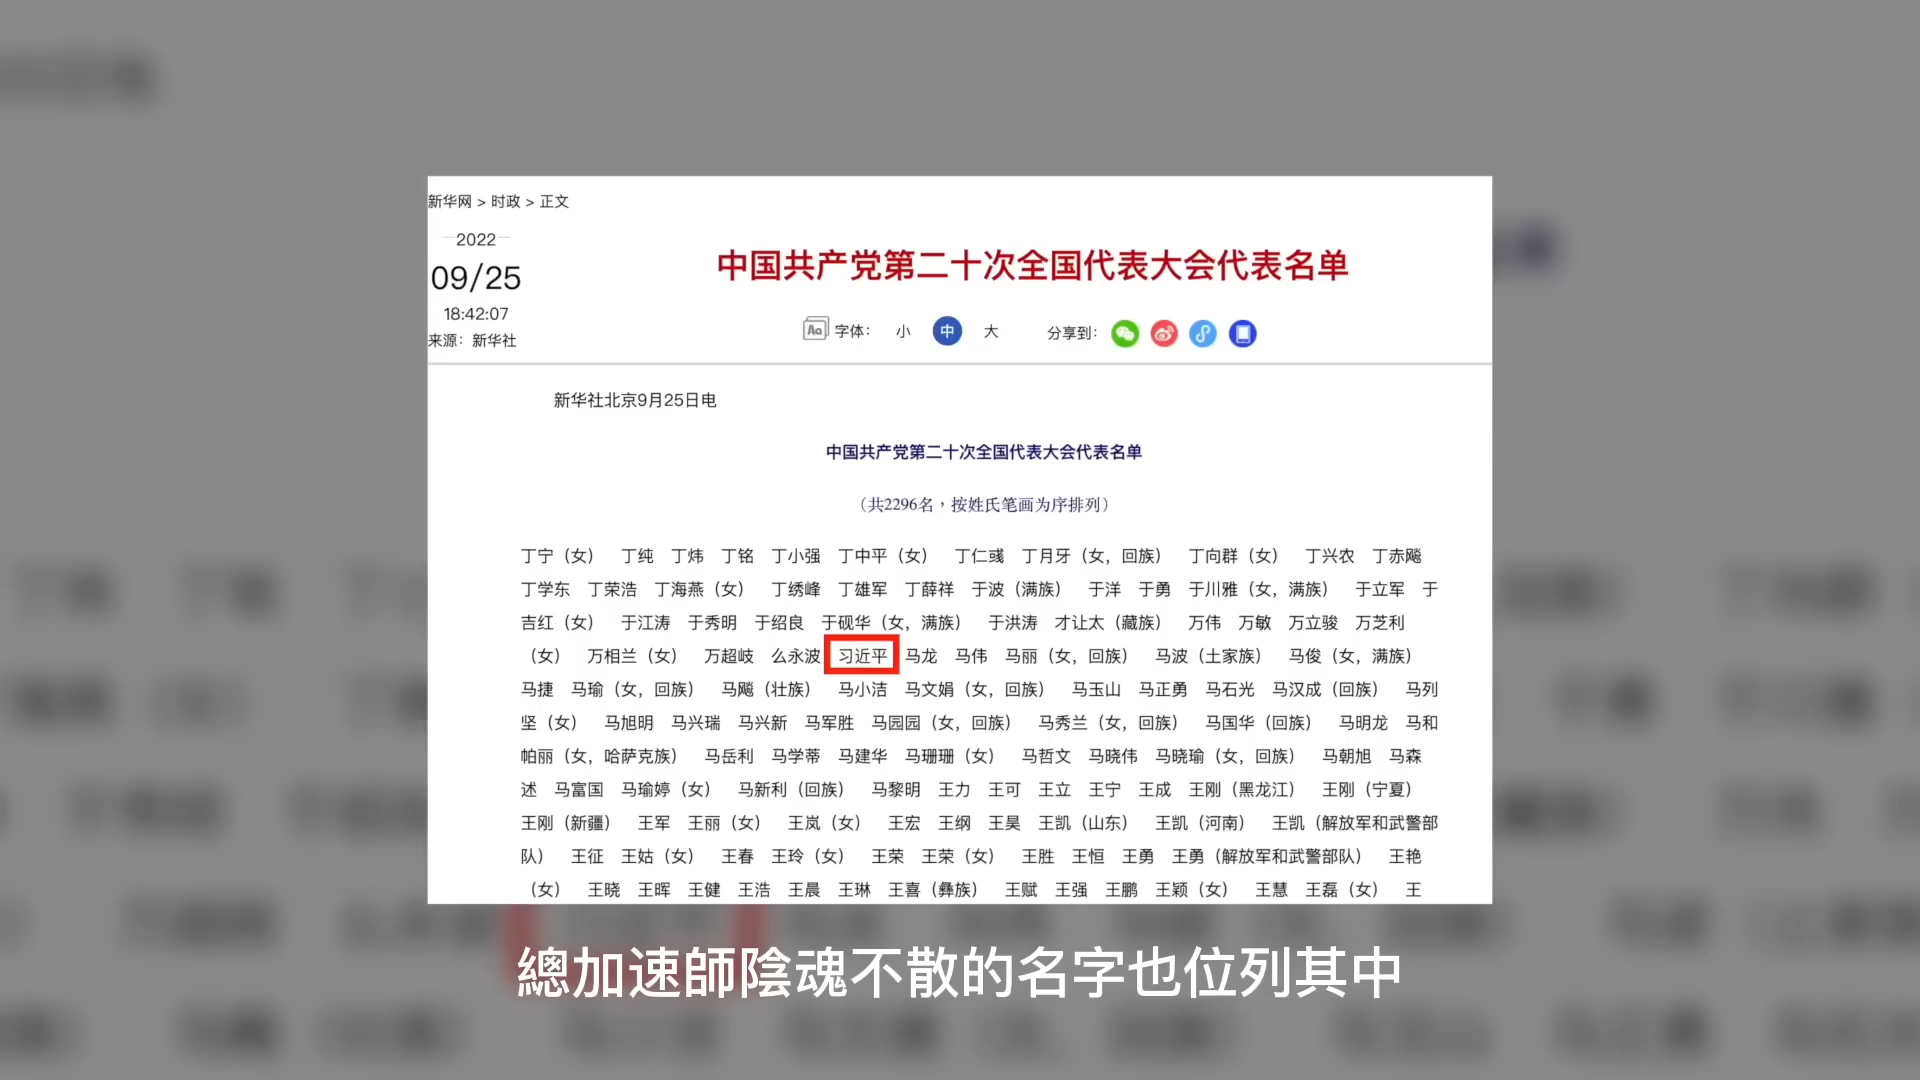 新华网 > 时政 > 正文
2022
09/25
18:42:07
来源：新华社
中国共产党第二十次全国代表大会代表名单
Aa 字体： 小 中 大 分享到：
新华社北京9月25日电
中国共产党第二十次全国代表大会代表名单
（共2296名，按姓氏笔画为序排列）
丁宁（女） 丁纯 丁炜 丁铭 丁小强 丁中平（女） 丁仁彧 丁月牙（女，回族） 丁向群（女） 丁兴农 丁赤飚
丁学东 丁荣浩 丁海燕（女） 丁绣峰 丁雄军 丁薛祥 于波（满族） 于洋 于勇 于川雅（女，满族） 于立军 于
吉红（女） 于江涛 于秀明 于绍良 于砚华（女，满族） 于洪涛 才让太（藏族） 万伟 万敏 万立骏 万芝利
（女） 万相兰（女） 万超岐 么永波 习近平 马龙 马伟 马丽（女，回族） 马波（土家族） 马俊（女，满族）
马捷 马瑜（女，回族） 马飚（壮族） 马小洁 马文娟（女，回族） 马玉山 马正勇 马石光 马汉成（回族） 马列
坚（女） 马旭明 马兴瑞 马兴新 马军胜 马园园（女，回族） 马秀兰（女，回族） 马国华（回族） 马明龙 马和
帕丽（女，哈萨克族） 马岳利 马学蒂 马建华 马珊珊（女） 马哲文 马晓伟 马晓瑜（女，回族） 马朝旭 马森
述 马富国 马瑜婷（女） 马新利（回族） 马黎明 王力 王可 王立 王宁 王成 王刚（黑龙江） 王刚（宁夏）
王刚（新疆） 王军 王丽（女） 王岚（女） 王宏 王纲 王昊 王凯（山东） 王凯（河南） 王凯（解放军和武警部
队） 王征 王姑（女） 王春 王玲（女） 王荣 王荣（女） 王胜 王恒 王勇 王勇（解放军和武警部队） 王艳
（女） 王晓 王晖 王健 王浩 王晨 王琳 王喜（彝族） 王赋 王强 王鹏 王颖（女） 王慧 王磊（女） 王
總加速師陰魂不散的名字也位列其中